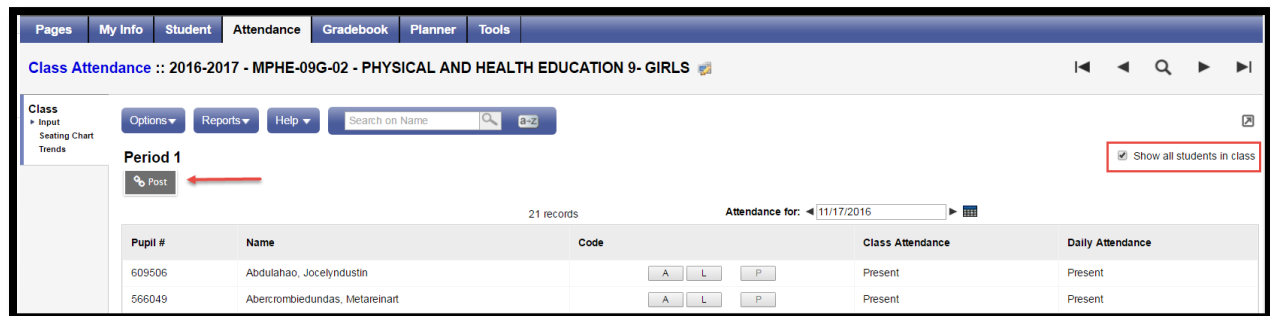 Pages My Info Student Attendance Gradebook Planner Tools
Class Attendance :: 2016-2017 - MPHE-09G-02 - PHYSICAL AND HEALTH EDUCATION 9- GIRLS
Class
Input
Seating Chart
Trends
Options Reports Help Search on Name a-z
Period 1
Show all students in class
Post
21 records Attendance for: 11/17/2016
Pupil # Name Code Class Attendance Daily Attendance
609506 Abdulahao, Jocelyndustin A L P Present Present
566049 Abercrombiedundas, Metareinart A L P Present Present